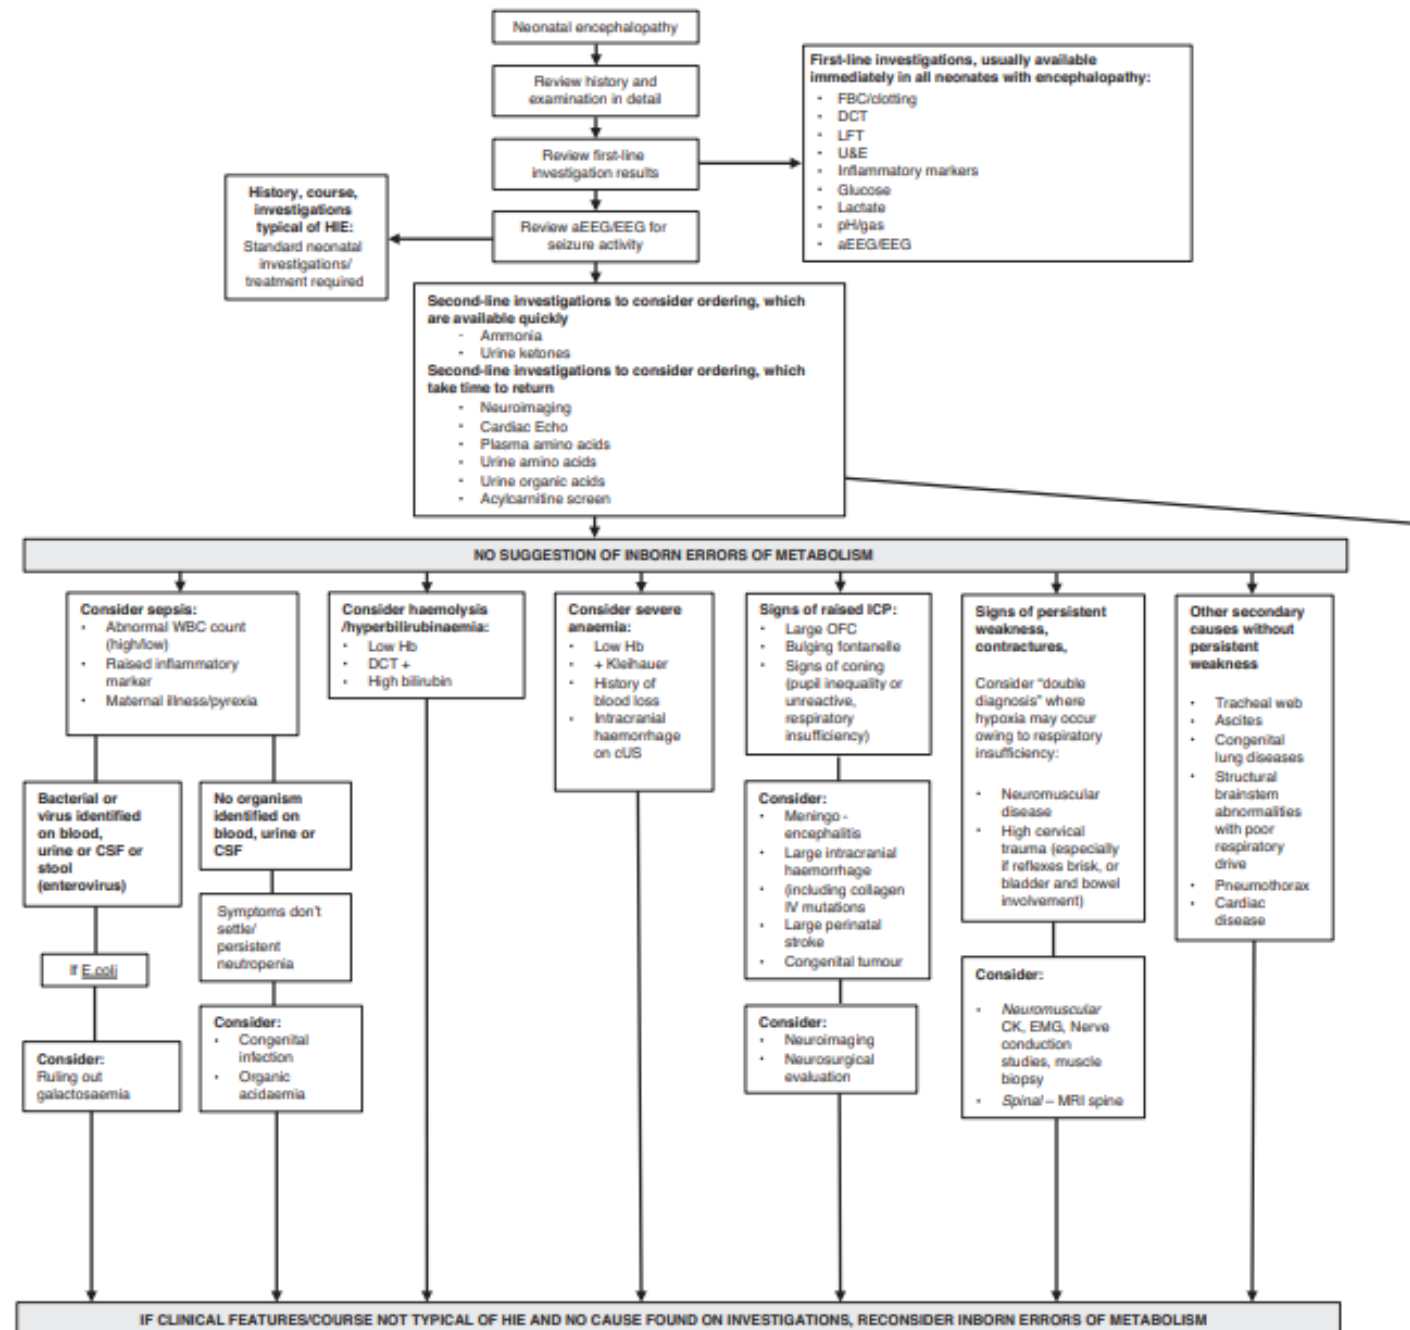 Neonatal encephalopathy
Review history and
examination in detail
Review first-line
investigation results
Review aEEG/EEG for
seizure activity
First-line investigations, usually available
immediately in all neonates with encephalopathy:
• FBC/clotting
• DCT
• LFT
• U&E
• Inflammatory markers
• Glucose
• Lactate
• pH/gas
• aEEG/EEG
History, course,
investigations
typical of HIE:
Standard neonatal
investigations/
treatment required
Second-line investigations to consider ordering, which
are available quickly
- Ammonia
• Urine ketones
Second-line investigations to consider ordering, which
take time to return
• Neuroimaging
• Cardiac Echo
• Plasma amino acids
• Urine amino acids
• Urine organic acids
• Acylcarnitine screen
NO SUGGESTION OF INBORN ERRORS OF METABOLISM
Consider sepsis:
• Abnormal WBC count
(high/low)
• Raised inflammatory
marker
• Maternal illness/pyrexia
Bacterial or
virus identified
on blood,
urine or CSF or
stool
(enterovirus)
If E.coli
Consider:
Ruling out
galactosaemia
No organism
identified on
blood, urine or
CSF
Symptoms don't
settle/
persistent
neutropenia
Consider:
• Congenital
infection
• Organic
acidaemia
Consider haemolysis
/hyperbilirubinaemia:
• Low Hb
• DCT +
• High bilirubin
Consider severe
anaemia:
• Low Hb
• + Kleihauer
• History of
blood loss
• Intracranial
haemorrhage
on cUS
Signs of raised ICP:
• Large OFC
• Bulging fontanelle
• Signs of coning
(pupil inequality or
unreactive,
respiratory
insufficiency)
Consider:
• Meningo -
encephalitis
• Large intracranial
haemorrhage
• (including collagen
IV mutations
• Large perinatal
stroke
• Congenital tumour
Consider:
• Neuroimaging
• Neurosurgical
evaluation
Signs of persistent
weakness,
contractures,
Consider "double
diagnosis" where
hypoxia may occur
owing to respiratory
insufficiency:
• Neuromuscular
disease
• High cervical
trauma (especially
if reflexes brisk, or
bladder and bowel
involvement)
Consider:
• Neuromuscular
CK, EMG, Nerve
conduction
studies, muscle
biopsy
• Spinal – MRI spine
Other secondary
causes without
persistent
weakness
• Tracheal web
• Ascites
• Congenital
lung diseases
• Structural
brainstem
abnormalities
with poor
respiratory
drive
• Pneumothorax
• Cardiac
disease
IF CLINICAL FEATURES/COURSE NOT TYPICAL OF HIE AND NO CAUSE FOUND ON INVESTIGATIONS, RECONSIDER INBORN ERRORS OF METABOLISM